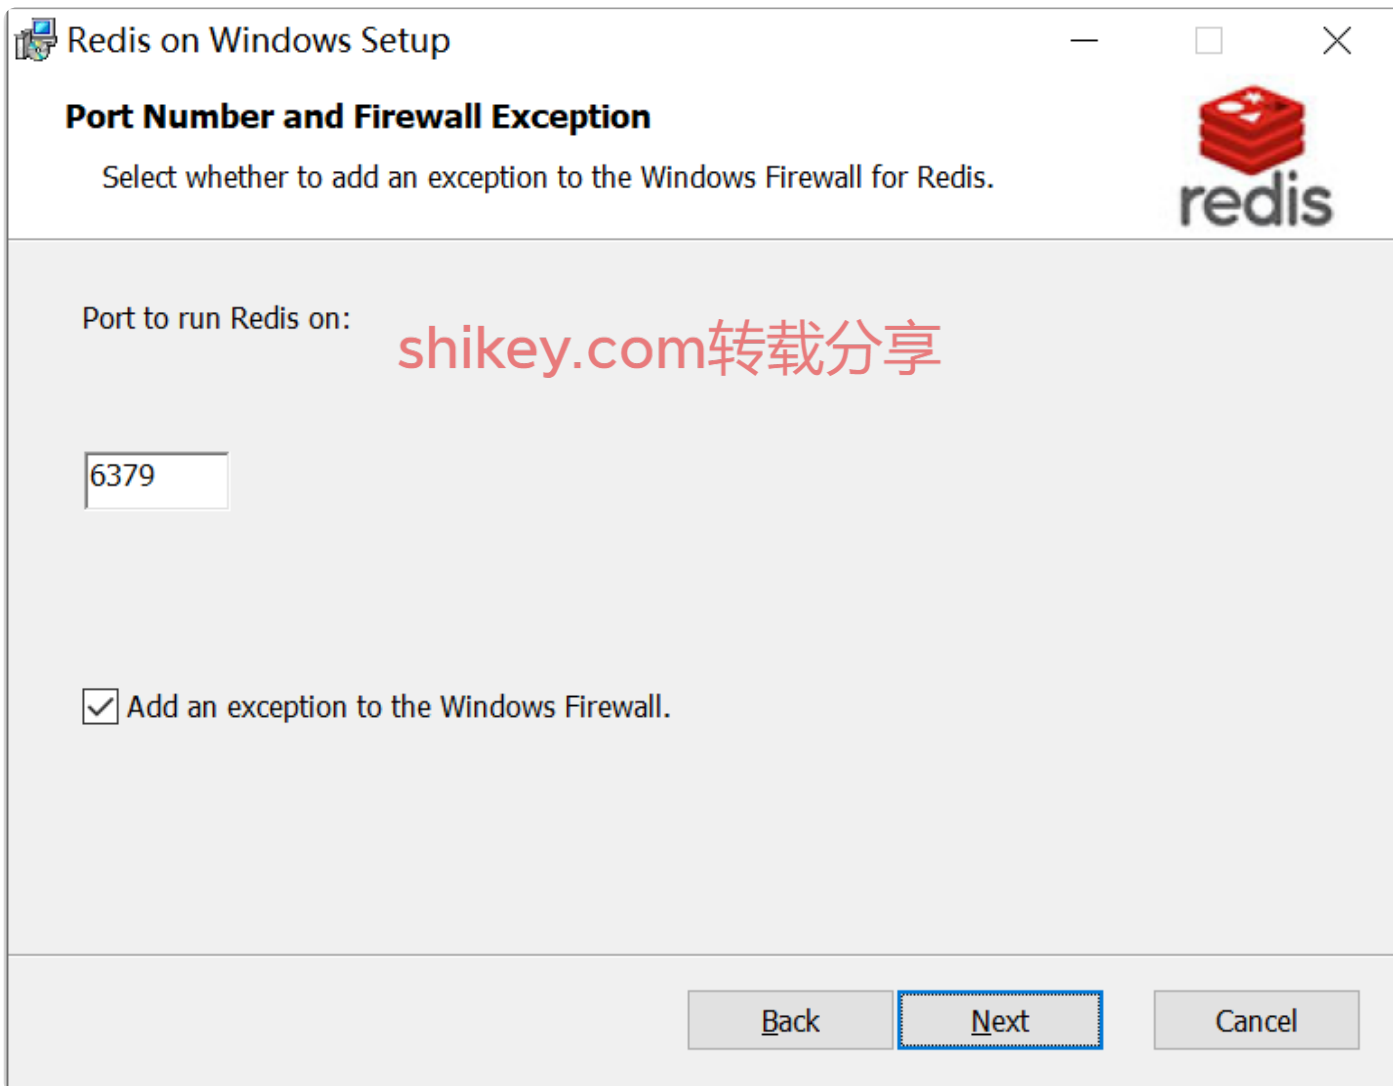 Redis on Windows Setup
Port Number and Firewall Exception
Select whether to add an exception to the Windows Firewall for Redis.
redis
Port to run Redis on:
shikey.com转载分享
6379
Add an exception to the Windows Firewall.
Back Next Cancel